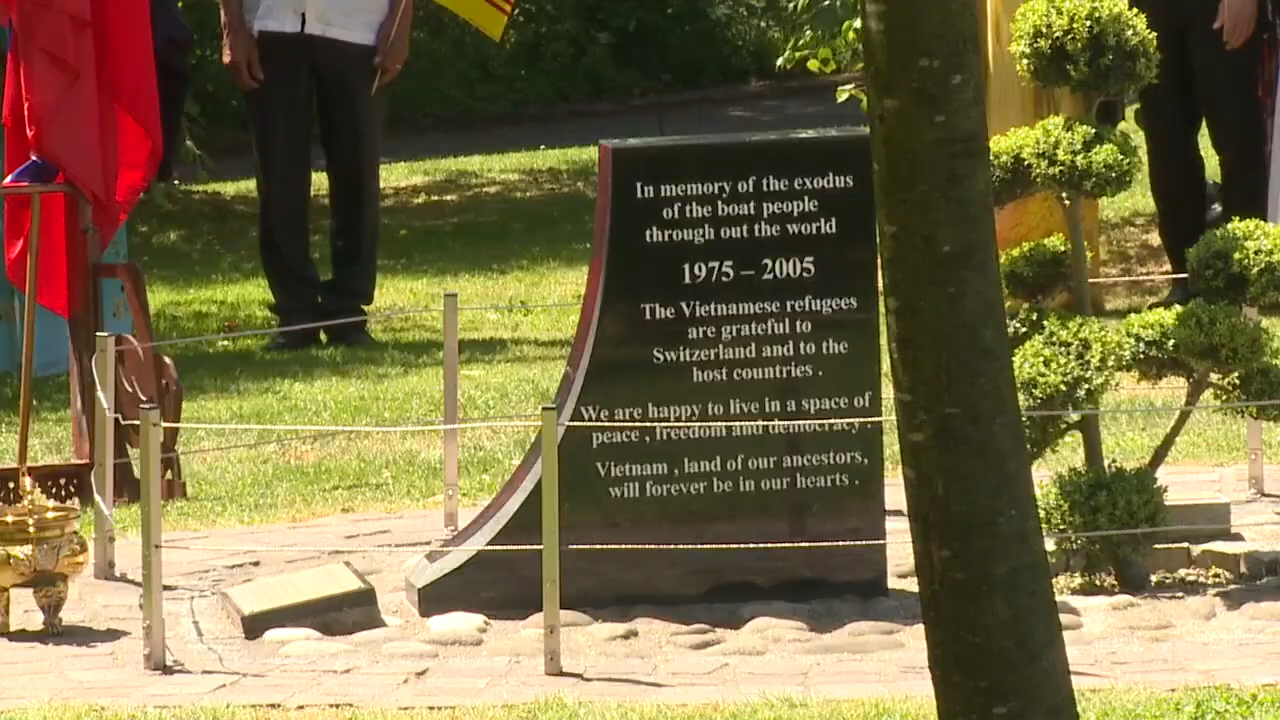 In memory of the exodus
of the boat people
through out the world
1975 – 2005
The Vietnamese refugees
are grateful to
Switzerland and to the
host countries .
We are happy to live in a space of
peace , freedom and democracy .
Vietnam , land of our ancestors,
will forever be in our hearts .